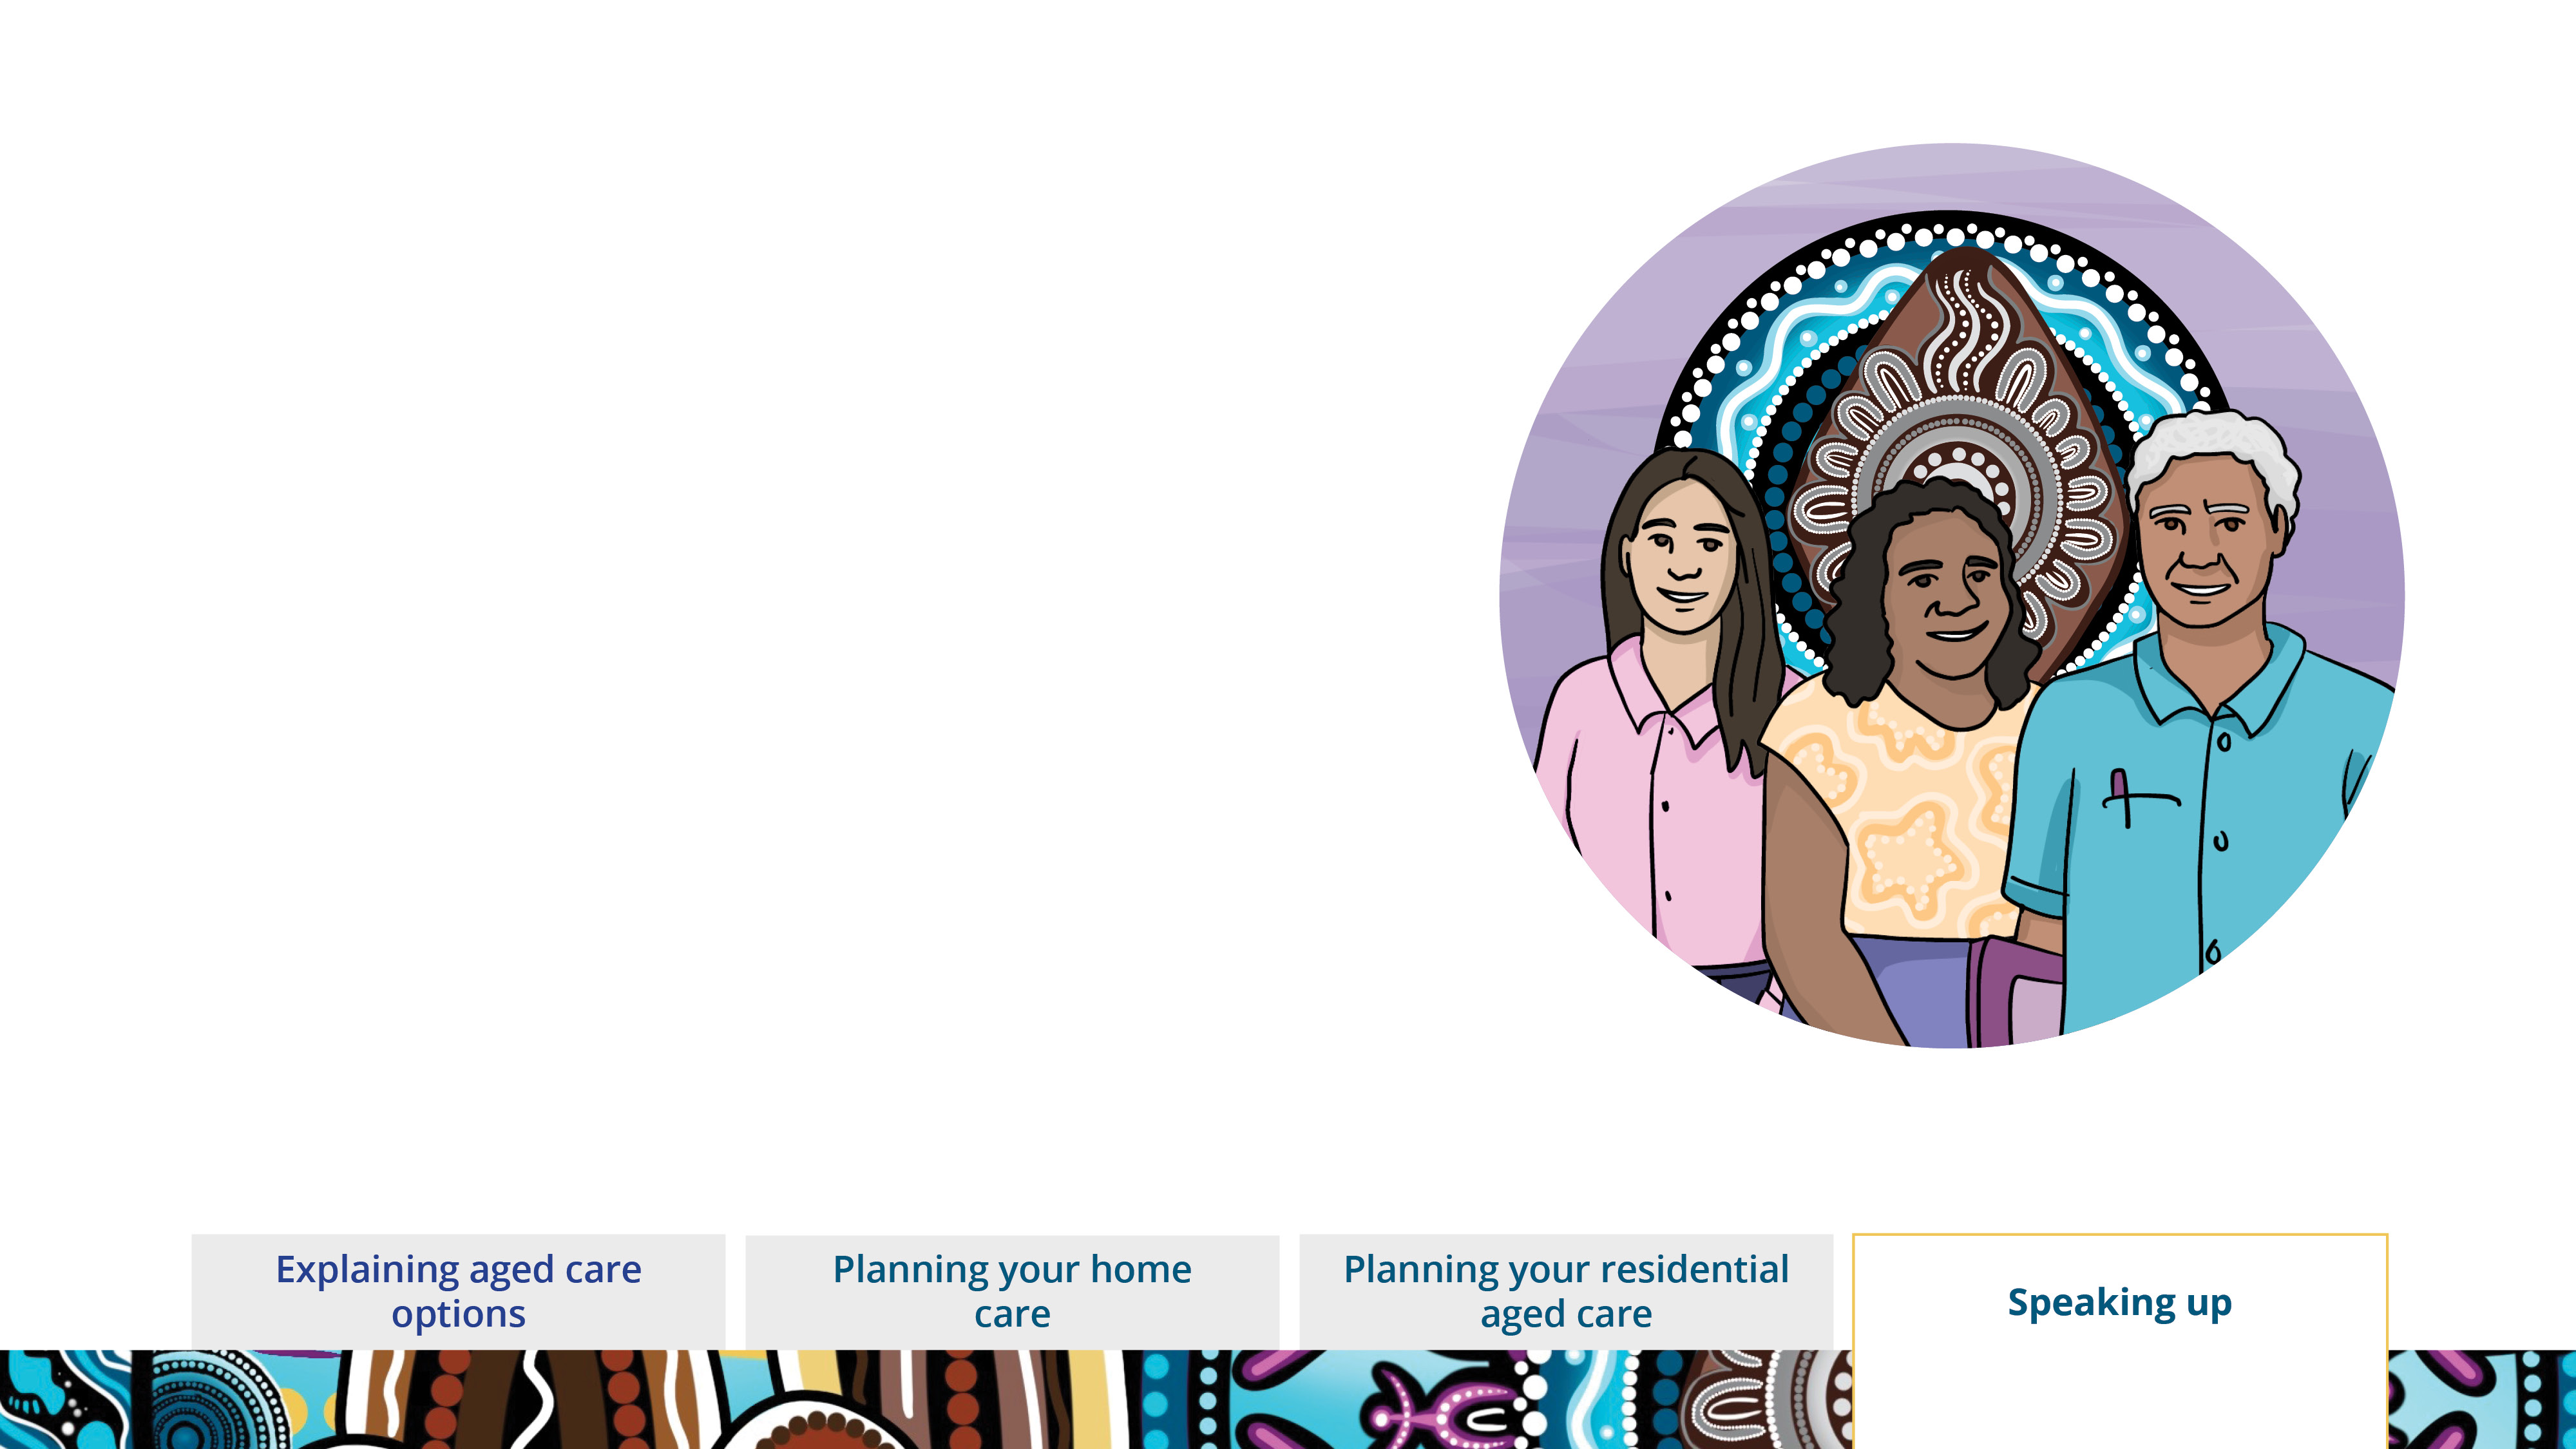 Explaining aged care
options
Planning your home
care
Planning your residential
aged care
Speaking up